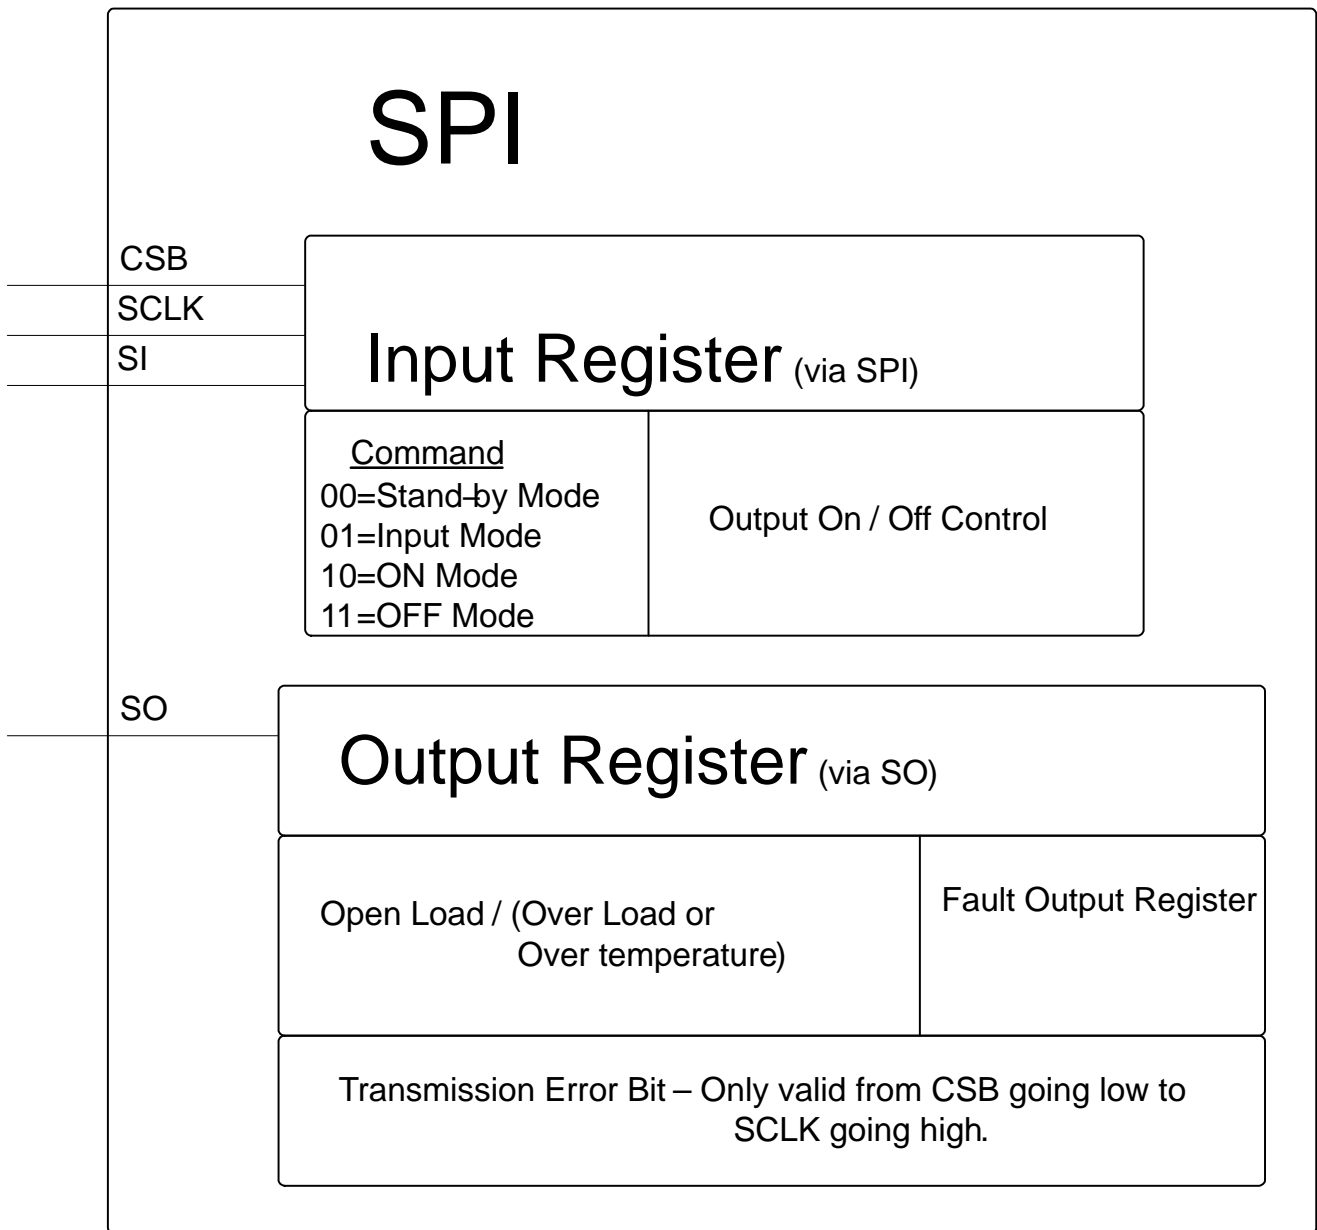 SPI
CSB
SCLK
SI
Input Register (via SPI)
Command
00=Stand-by Mode
01=Input Mode
10=ON Mode
11=OFF Mode
Output On / Off Control
SO
Output Register (via SO)
Open Load / (Over Load or
Over temperature)
Fault Output Register
Transmission Error Bit – Only valid from CSB going low to
SCLK going high.